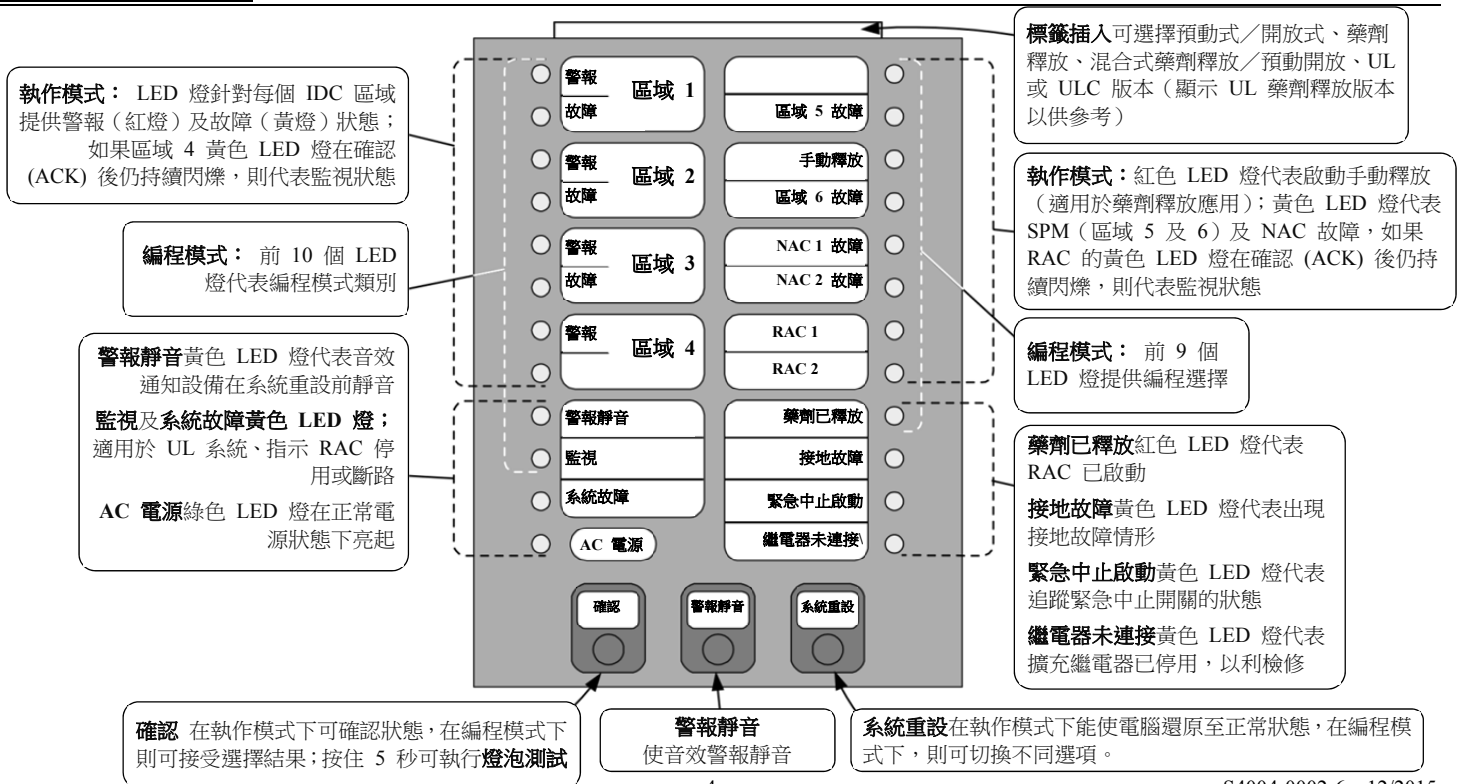 標籤插入可選擇預動式／開放式、藥劑
釋放、混合式藥劑釋放／預動開放、UL
或 ULC 版本（顯示 UL 藥劑釋放版本
以供參考）
執作模式： LED 燈針對每個 IDC 區域
提供警報（紅燈）及故障（黃燈）狀態；
如果區域 4 黃色 LED 燈在確認
(ACK) 後仍持續閃爍，則代表監視狀態
編程模式： 前 10 個 LED
燈代表編程模式類別
警報靜音黃色 LED 燈代表音效
通知設備在系統重設前靜音
監視及系統故障黃色 LED 燈；
適用於 UL 系統、指示 RAC 停
用或斷路
AC 電源綠色 LED 燈在正常電
源狀態下亮起
警報
區域 1
故障
警報
區域 2
故障
警報
區域 3
故障
警報
區域 4
警報靜音
監視
系統故障
AC 電源
區域 5 故障
手動釋放
區域 6 故障
NAC 1 故障
NAC 2 故障
RAC 1
RAC 2
藥劑已釋放
接地故障
緊急中止啟動
繼電器未連接\
執作模式：紅色 LED 燈代表啟動手動釋放
（適用於藥劑釋放應用）；黃色 LED 燈代表
SPM（區域 5 及 6）及 NAC 故障，如果
RAC 的黃色 LED 燈在確認 (ACK) 後仍持
續閃爍，則代表監視狀態
編程模式： 前 9 個
LED 燈提供編程選擇
藥劑已釋放紅色 LED 燈代表
RAC 已啟動
接地故障黃色 LED 燈代表出現
接地故障情形
緊急中止啟動黃色 LED 燈代表
追蹤緊急中止開關的狀態
繼電器未連接黃色 LED 燈代表
擴充繼電器已停用，以利檢修
確認
警報靜音
系統重設
確認 在執作模式下可確認狀態，在編程模式下
則可接受選擇結果；按住 5 秒可執行燈泡測試
警報靜音
使音效警報靜音
系統重設在執作模式下能使電腦還原至正常狀態，在編程模
式下，則可切換不同選項。